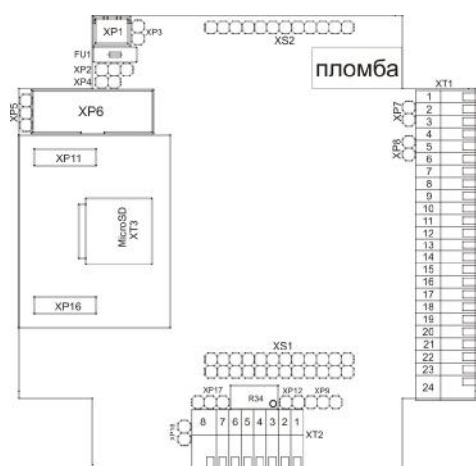 XP1
XP3
XS2
FU1
XP2
XP4
пломба
XT1
XP5
XP6
XP7
XP8
1
2
3
4
5
6
7
8
9
10
11
12
13
14
15
16
17
18
19
20
21
22
23
24
XP11
MicroSD
XT3
XP16
XS1
XP17
R34
XP12
XP9
XP18
8 7 6 5 4 3 2 1
XT2